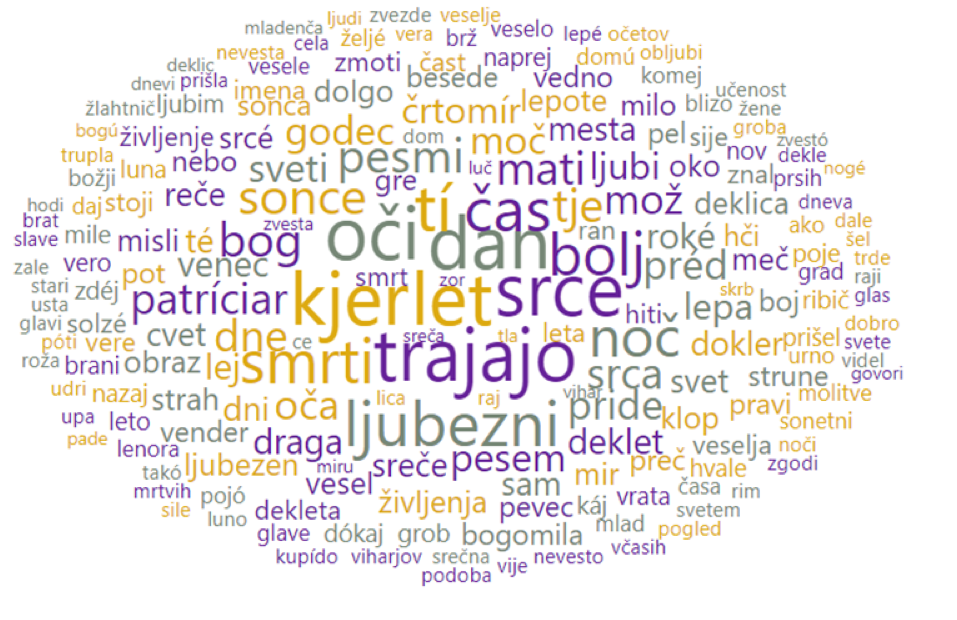 ljudi zvezde veselje
mladenča želje vera brž veselo lepé očetov
nevesta cela čast naprej domú obljubi
deklic vesele zmoti besede vedno komej
dnevi prišla imena dolgo črtomír lepote milo blizo učenost
žlahtnič ljubim sonca žene
bogú življenje srcé godec dom moč mesta pel sije groba zvestó
trupla luna nebo sveti pesmi luč mati ljubi oko nov dekle
božji reče gre znal prsih nogé
hodi daj stoji sonce tí čas tje mož deklica dneva
brat mile misli té bog zvesta oči dan ran roké hči ako dale
slave bolj préd meč poje šel
zale vero pot venec smrt zor grad trde
stari zdéj patríciar kjerlet srce skrb lepa boj ribič raji
usta hiti glas
glavi solzé cvet dne ce sreča tla leta noč dokler prišel dobro
póti vere urno svete
roža brani obraz lej smrti trajajo srca svet strune videl govori
udri nazaj strah dni oča lica raj vihar pride pravi molitve
upa leto ljubezni klop sonetni
pade vender draga deklet veselja noči
lenora ljubezen miru sreče pesem mir preč hvale zgodi
takó vesel sam
mrtvih pojó življenja káj vrata časa rim
sile luno dekleta pevec svetem
glave dókaj grob bogomila mlad pogled
kupído viharjov srečna nevesto včasih
podoba vije